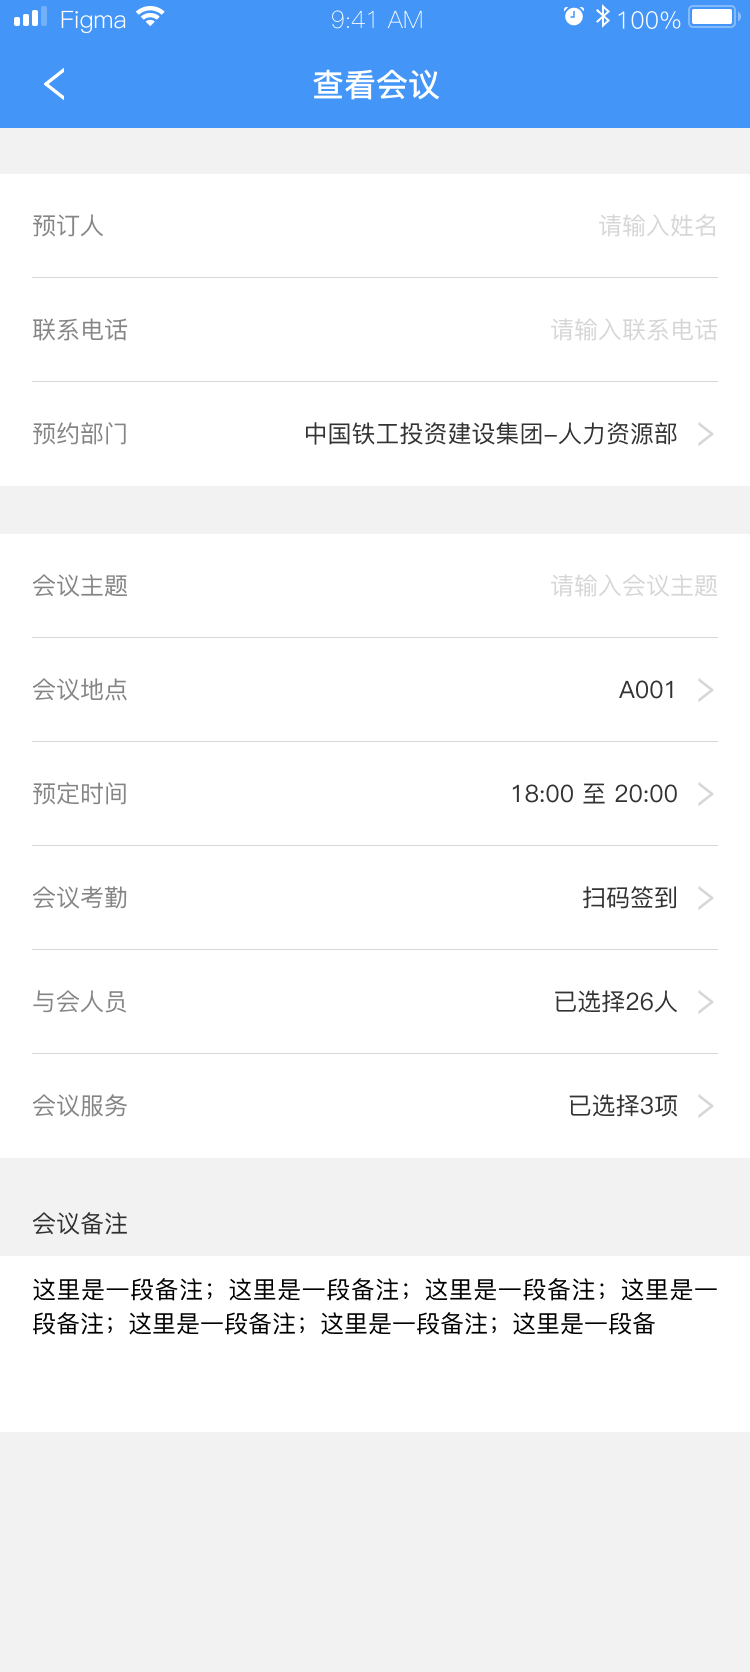 Figma 9:41 AM 100%
查看会议
预订人 请输入姓名
联系电话 请输入联系电话
预约部门 中国铁工投资建设集团-人力资源部
会议主题 请输入会议主题
会议地点 A001
预定时间 18:00 至 20:00
会议考勤 扫码签到
与会人员 已选择26人
会议服务 已选择3项
会议备注
这里是一段备注；这里是一段备注；这里是一段备注；这里是一
段备注；这里是一段备注；这里是一段备注；这里是一段备